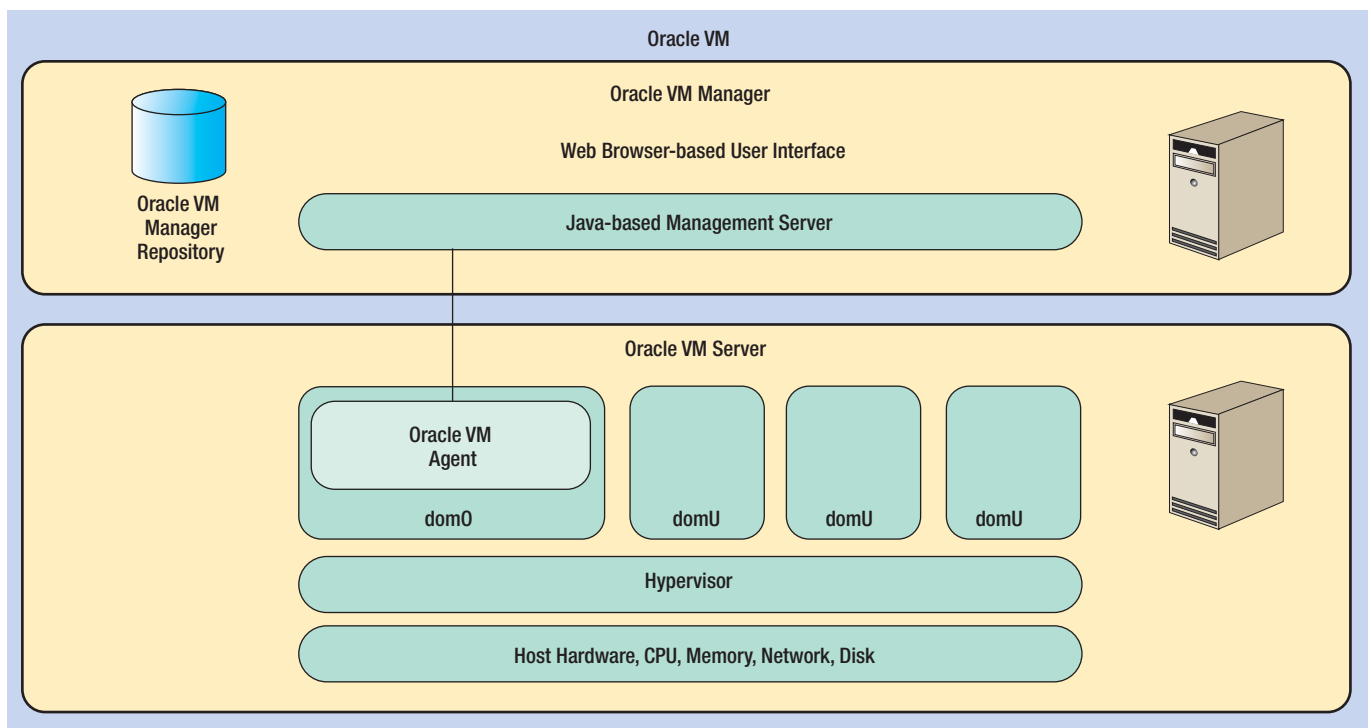 Oracle VM
Oracle VM Manager
Web Browser-based User Interface
Oracle VM
Manager
Repository
Java-based Management Server
Oracle VM Server
Oracle VM
Agent
dom0
domU
domU
domU
Hypervisor
Host Hardware, CPU, Memory, Network, Disk